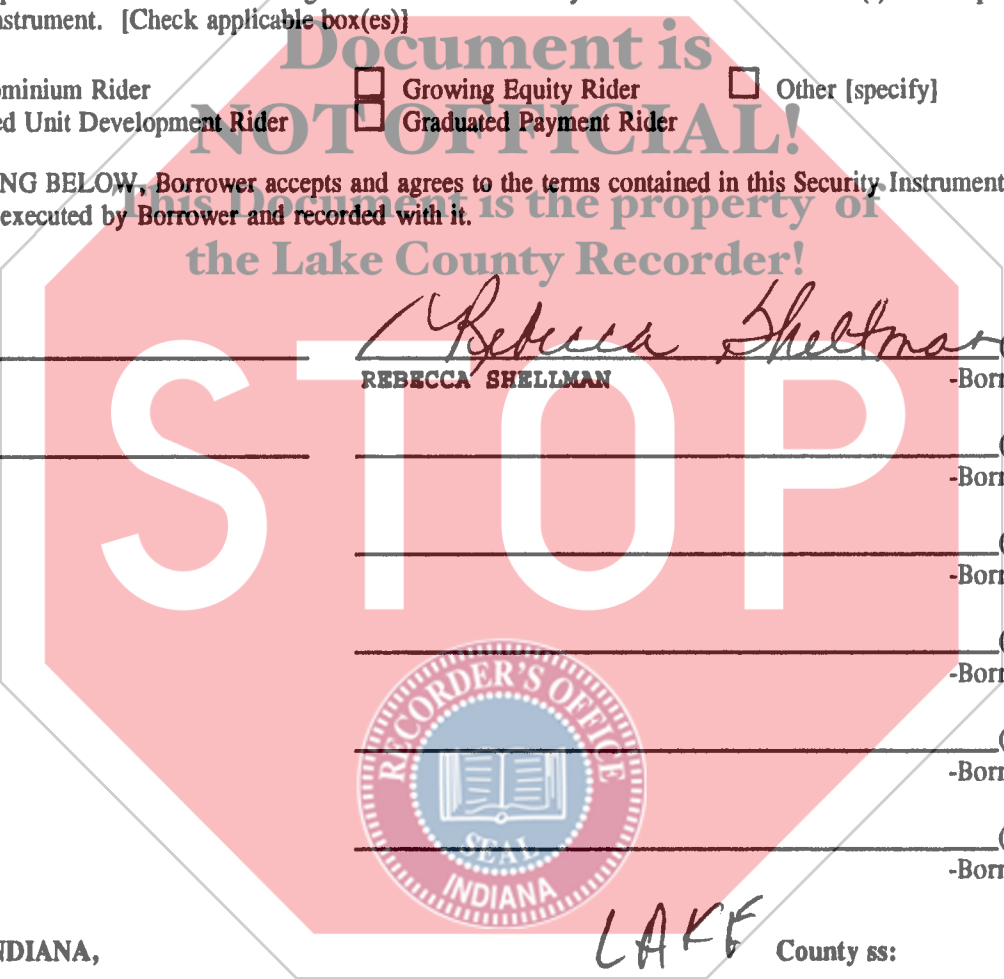 nstrument. [Check applicable box(es)]
Document is
ominium Rider Growing Equity Rider Other [specify]
NOT OFFICIAL!
ed Unit Development Rider Graduated Payment Rider
NG BELOW, Borrower accepts and agrees to the terms contained in this Security Instrument
This Document is the property of
executed by Borrower and recorded with it.
the Lake County Recorder!
Rebecca Shellman
REBECCA SHELLMAN -Borr
STOP
(
-Borr
(
-Borr
(
-Borr
(
-Borr
(
-Borr
RECORDER'S OFFICE
SEAL
INDIANA
NDIANA, LAKE County ss: